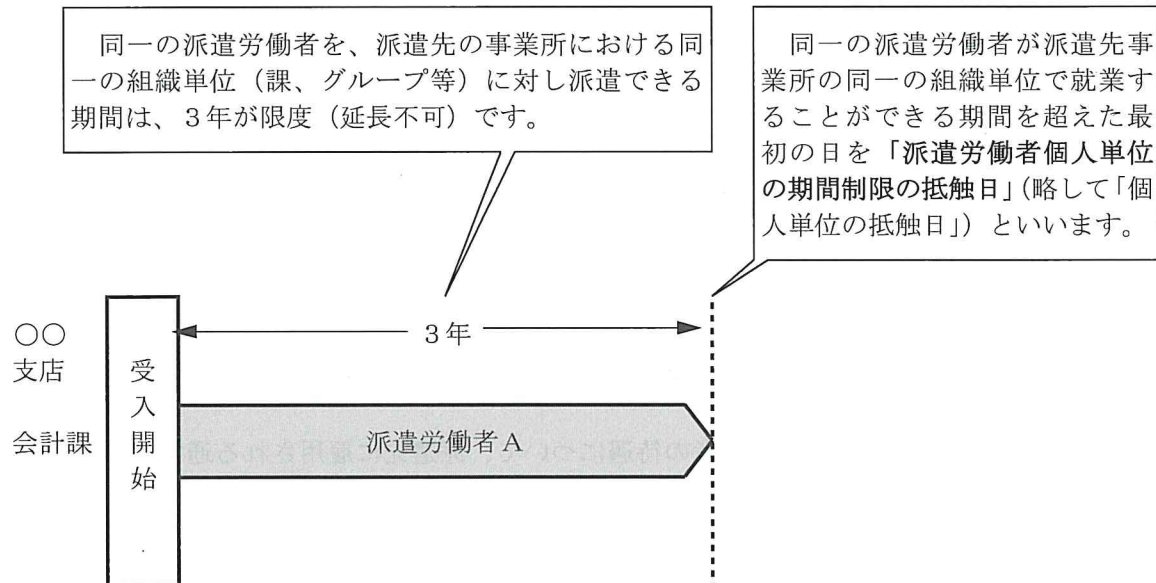 同一の派遣労働者を、派遣先の事業所における同
一の組織単位（課、グループ等）に対し派遣できる
期間は、３年が限度（延長不可）です。
同一の派遣労働者が派遣先事
業所の同一の組織単位で就業す
ることができる期間を超えた最
初の日を「派遣労働者個人単位
の期間制限の抵触日」（略して「個
人単位の抵触日」）といいます。
○○
支店
会計課
受入開始
３年
派遣労働者Ａ